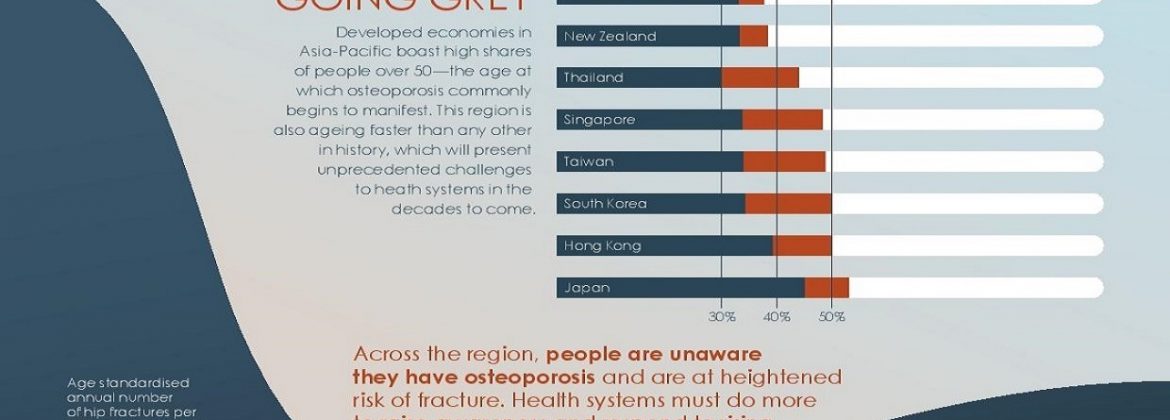 GOING GREY
Developed economies in
Asia-Pacific boast high shares
of people over 50—the age at
which osteoporosis commonly
begins to manifest. This region is
also ageing faster than any other
in history, which will present
unprecedented challenges
to heath systems in the
decades to come.
New Zealand
Thailand
Singapore
Taiwan
South Korea
Hong Kong
Japan
30% 40% 50%
Across the region, people are unaware
they have osteoporosis and are at heightened
risk of fracture. Health systems must do more
Age standardised
annual number
of hip fractures per